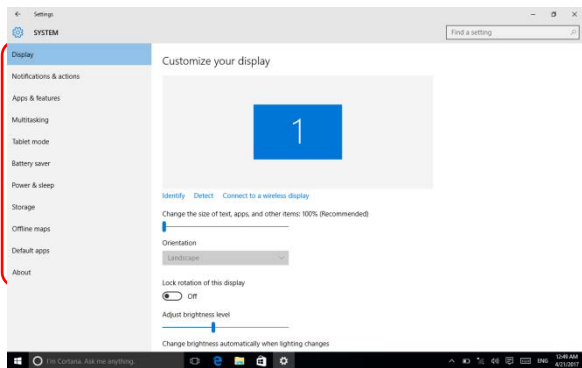 Settings
SYSTEM
Find a setting
Display
Notifications & actions
Apps & features
Multitasking
Tablet mode
Battery saver
Power & sleep
Storage
Offline maps
Default apps
About
Customize your display
1
Identify Detect Connect to a wireless display
Change the size of text, apps, and other items: 100% (Recommended)
Orientation
Landscape
Lock rotation of this display
Off
Adjust brightness level
Change brightness automatically when lighting changes
I'm Cortana. Ask me anything.
ENG
12:49 AM
4/21/2017